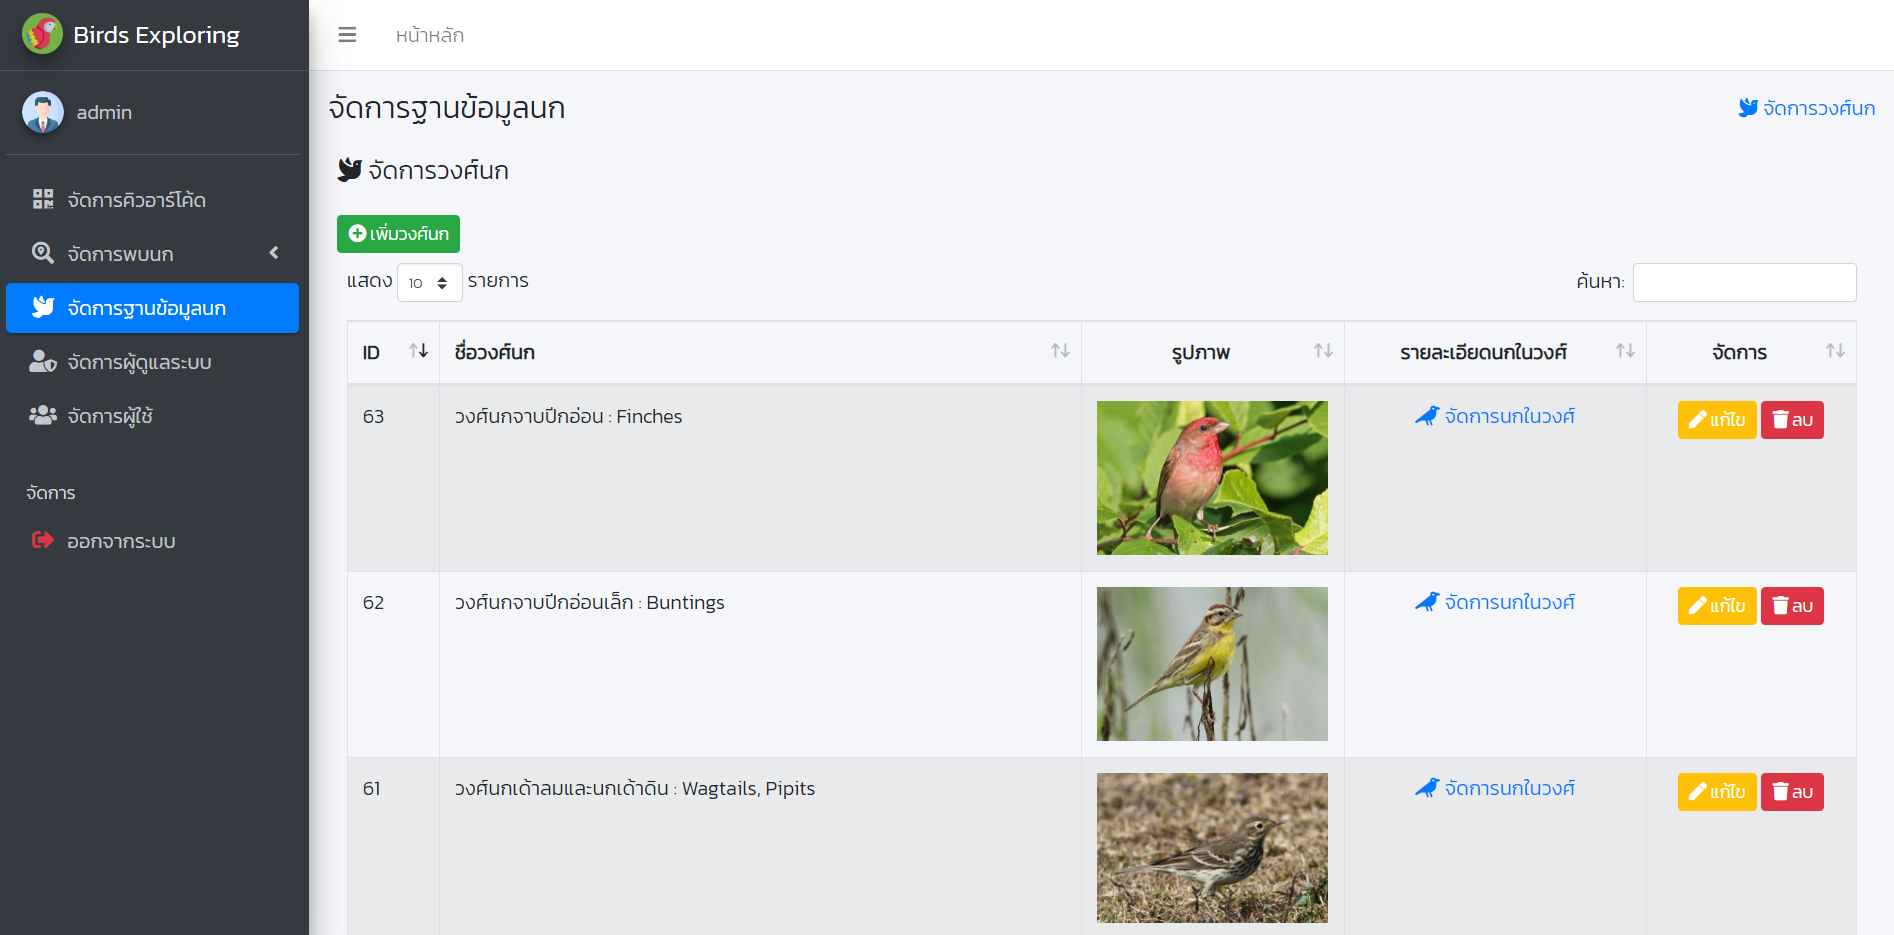 Birds Exploring
หน้าหลัก
admin
จัดการคิวอาร์โค้ด
จัดการพบนก
จัดการฐานข้อมูลนก
จัดการผู้ดูแลระบบ
จัดการผู้ใช้
จัดการ
ออกจากระบบ
จัดการฐานข้อมูลนก
จัดการวงศ์นก
จัดการวงศ์นก
เพิ่มวงศ์นก
แสดง 10 รายการ
ค้นหา:
ID ชื่อวงศ์นก รูปภาพ รายละเอียดนกในวงศ์ จัดการ
63 วงศ์นกจาบปีกอ่อน : Finches จัดการนกในวงศ์ แก้ไข ลบ
62 วงศ์นกจาบปีกอ่อนเล็ก : Buntings จัดการนกในวงศ์ แก้ไข ลบ
61 วงศ์นกเด้าลมและนกเด้าดิน : Wagtails, Pipits จัดการนกในวงศ์ แก้ไข ลบ